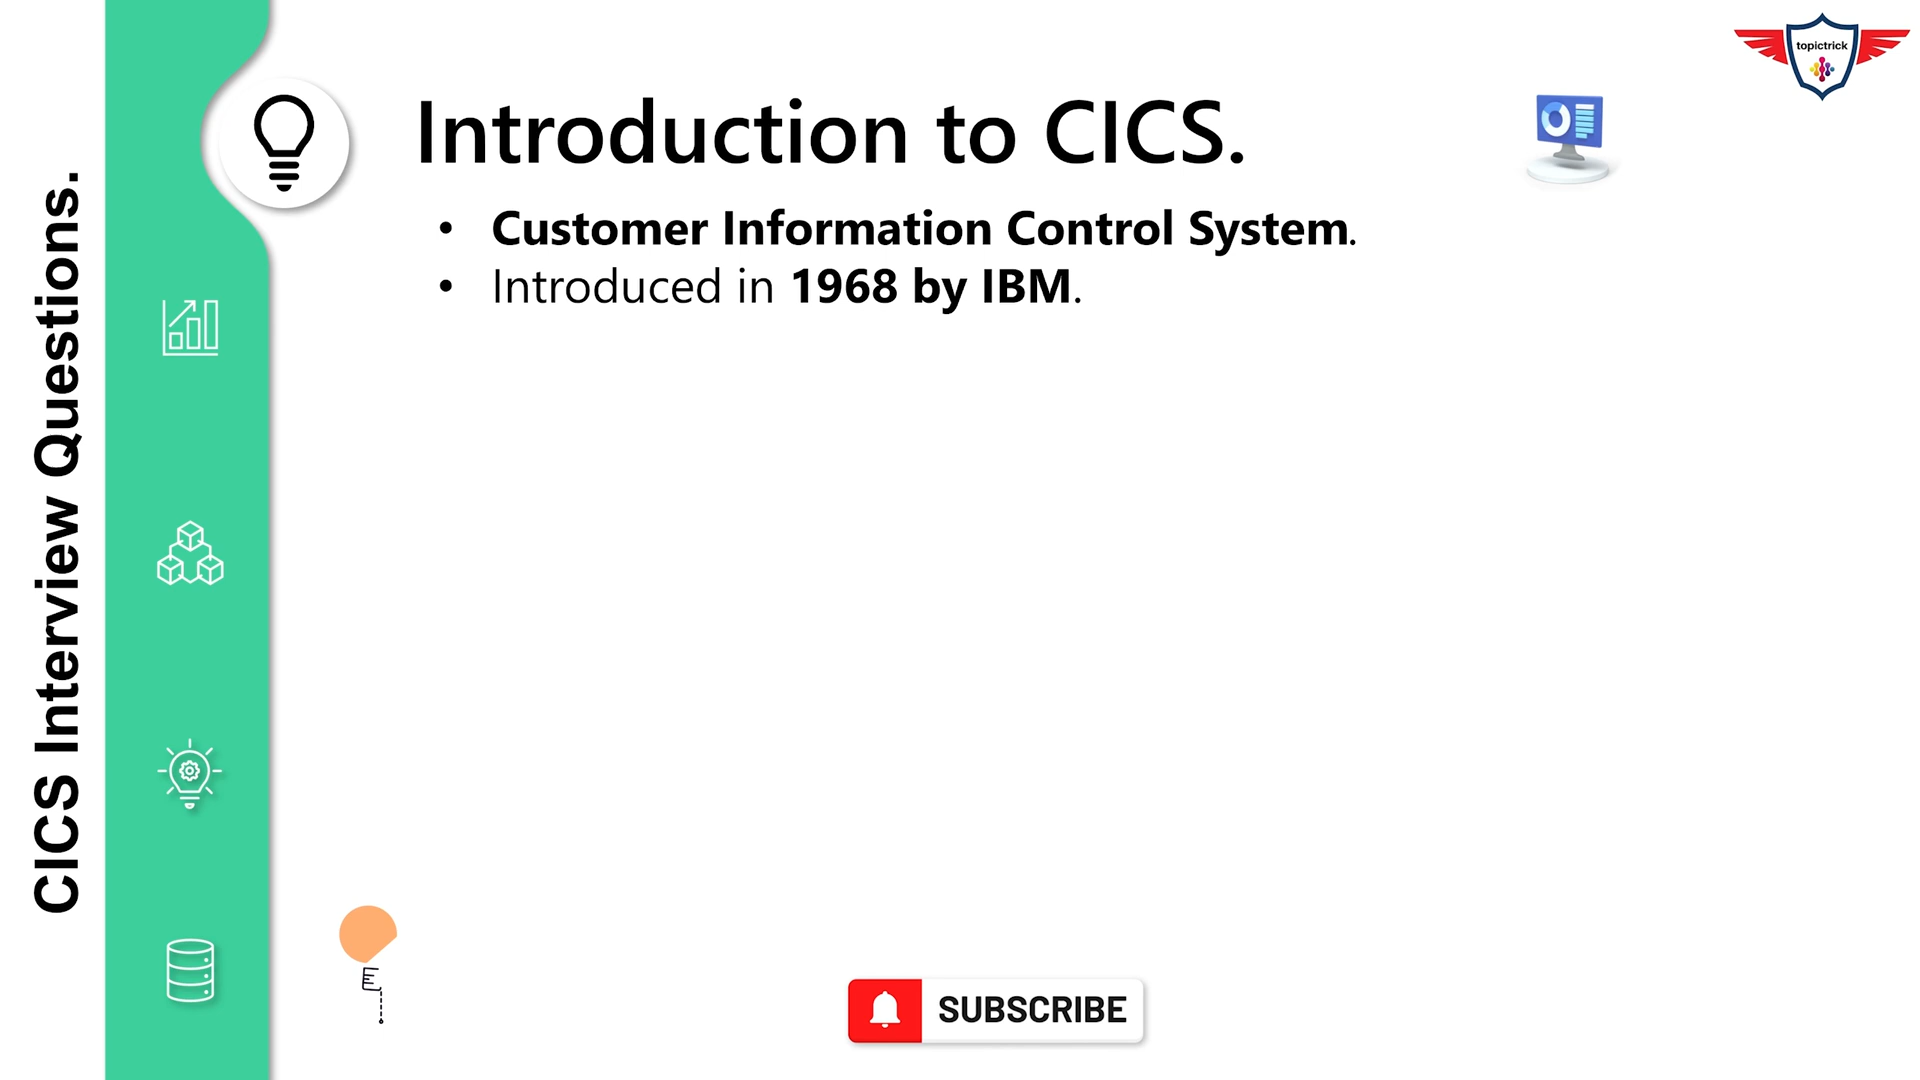 topictrick
Introduction to CICS.
• Customer Information Control System.
• Introduced in 1968 by IBM.
CICS Interview Questions.
SUBSCRIBE